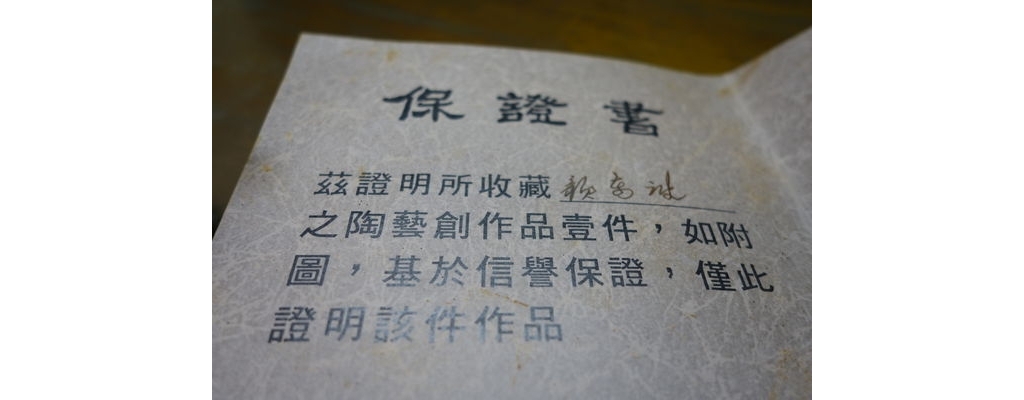 保證書
茲證明所收藏
之陶藝創作品壹件，如附
圖，基於信譽保證，僅此
證明該件作品